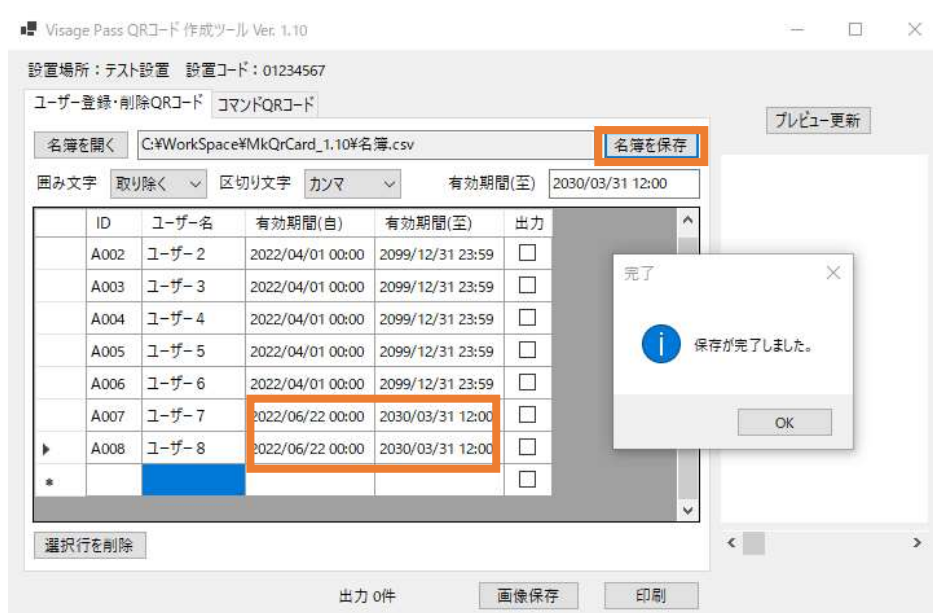 Visage Pass QRコード 作成ツール Ver. 1.10
設置場所：テスト設置 設置コード：01234567
ユーザー登録・削除QRコード コマンドQRコード
プレビュー更新
名簿を開く C:¥WorkSpace¥MkQrCard_1.10¥名簿.csv 名簿を保存
囲み文字 取り除く 区切り文字 カンマ 有効期間(至) 2030/03/31 12:00
ID ユーザー名 有効期間(自) 有効期間(至) 出力
A002 ユーザー2 2022/04/01 00:00 2099/12/31 23:59
A003 ユーザー3 2022/04/01 00:00 2099/12/31 23:59
A004 ユーザー4 2022/04/01 00:00 2099/12/31 23:59
A005 ユーザー5 2022/04/01 00:00 2099/12/31 23:59
A006 ユーザー6 2022/04/01 00:00 2099/12/31 23:59
A007 ユーザー7 2022/06/22 00:00 2030/03/31 12:00
A008 ユーザー8 2022/06/22 00:00 2030/03/31 12:00
*
完了
保存が完了しました。
OK
選択行を削除
出力 0件 画像保存 印刷